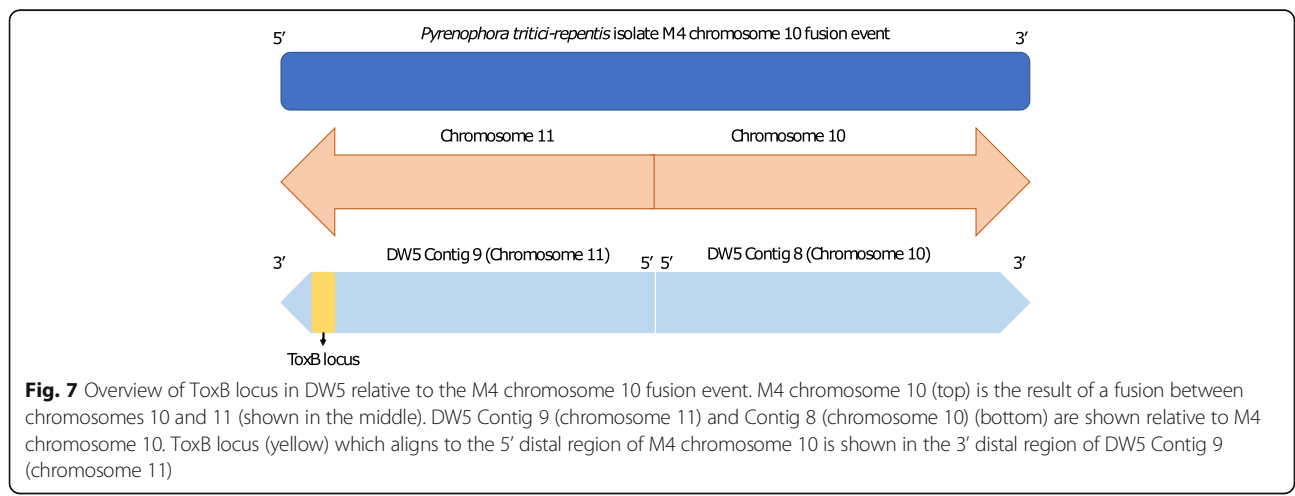 Pyrenophora tritici-repentis isolate M4 chromosome 10 fusion event
5′ 3′
Chromosome 11 Chromosome 10
DW5 Contig 9 (Chromosome 11) DW5 Contig 8 (Chromosome 10)
3′ 5′ 5′ 3′
ToxB locus
Fig. 7 Overview of ToxB locus in DW5 relative to the M4 chromosome 10 fusion event. M4 chromosome 10 (top) is the result of a fusion between
chromosomes 10 and 11 (shown in the middle). DW5 Contig 9 (chromosome 11) and Contig 8 (chromosome 10) (bottom) are shown relative to M4
chromosome 10. ToxB locus (yellow) which aligns to the 5′ distal region of M4 chromosome 10 is shown in the 3′ distal region of DW5 Contig 9
(chromosome 11)